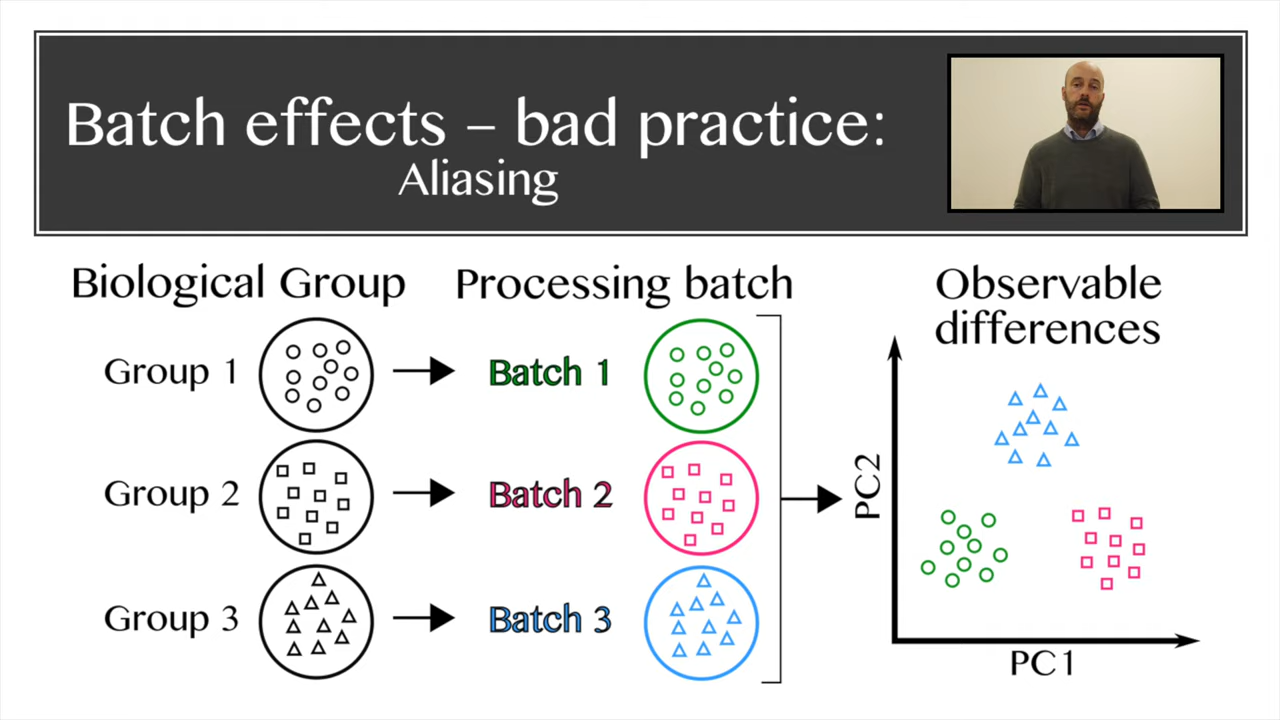 Batch effects – bad practice:
Aliasing
Biological Group
Processing batch
Observable
differences
Group 1
Batch 1
Group 2
Batch 2
Group 3
Batch 3
PC2
PC1